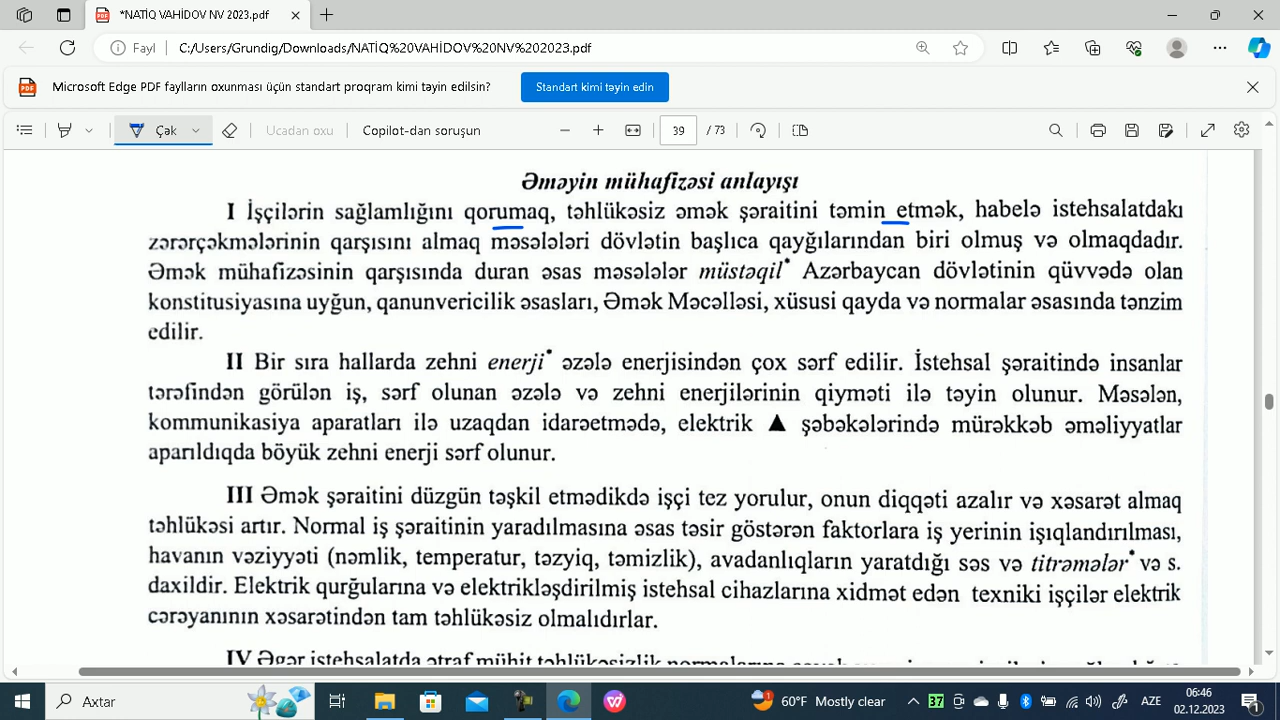 *NATİQ VAHİDOV NV 2023.pdf
Fayl C:/Users/Grundig/Downloads/NATİQ%20VAHİDOV%20NV%202023.pdf
Microsoft Edge PDF faylların oxunması üçün standart proqram kimi təyin edilsin? Standart kimi təyin edin
Çək Ucadan oxu Copilot-dan soruşun 39 / 73
Əməyin mühafizəsi anlayışı
I İşçilərin sağlamlığını qorumaq, təhlükəsiz əmək şəraitini təmin etmək, habelə istehsalatdakı
zərərçəkmələrinin qarşısını almaq məsələləri dövlətin başlıca qayğılarından biri olmuş və olmaqdadır.
Əmək mühafizəsinin qarşısında duran əsas məsələlər müstəqil* Azərbaycan dövlətinin qüvvədə olan
konstitusiyasına uyğun, qanunvericilik əsasları, Əmək Məcəlləsi, xüsusi qayda və normalar əsasında tənzim
edilir.
II Bir sıra hallarda zehni enerji* əzələ enerjisindən çox sərf edilir. İstehsal şəraitində insanlar
tərəfindən görülən iş, sərf olunan əzələ və zehni enerjilərinin qiyməti ilə təyin olunur. Məsələn,
kommunikasiya aparatları ilə uzaqdan idarəetmədə, elektrik ▲ şəbəkələrində mürəkkəb əməliyyatlar
aparıldıqda böyük zehni enerji sərf olunur.
III Əmək şəraitini düzgün təşkil etmədikdə işçi tez yorulur, onun diqqəti azalır və xəsarət almaq
təhlükəsi artır. Normal iş şəraitinin yaradılmasına əsas təsir göstərən faktorlara iş yerinin işıqlandırılması,
havanın vəziyyəti (nəmlik, temperatur, təzyiq, təmizlik), avadanlıqların yaratdığı səs və titrəmələr* və s.
daxildir. Elektrik qurğularına və elektrikləşdirilmiş istehsal cihazlarına xidmət edən texniki işçilər elektrik
cərəyanının xəsarətindən tam təhlükəsiz olmalıdırlar.
IV Əgər istehsalatda ətraf mühit təhlükəsizlik normalarına
Axtar 60°F Mostly clear 37 AZE 06:46
02.12.2023 1